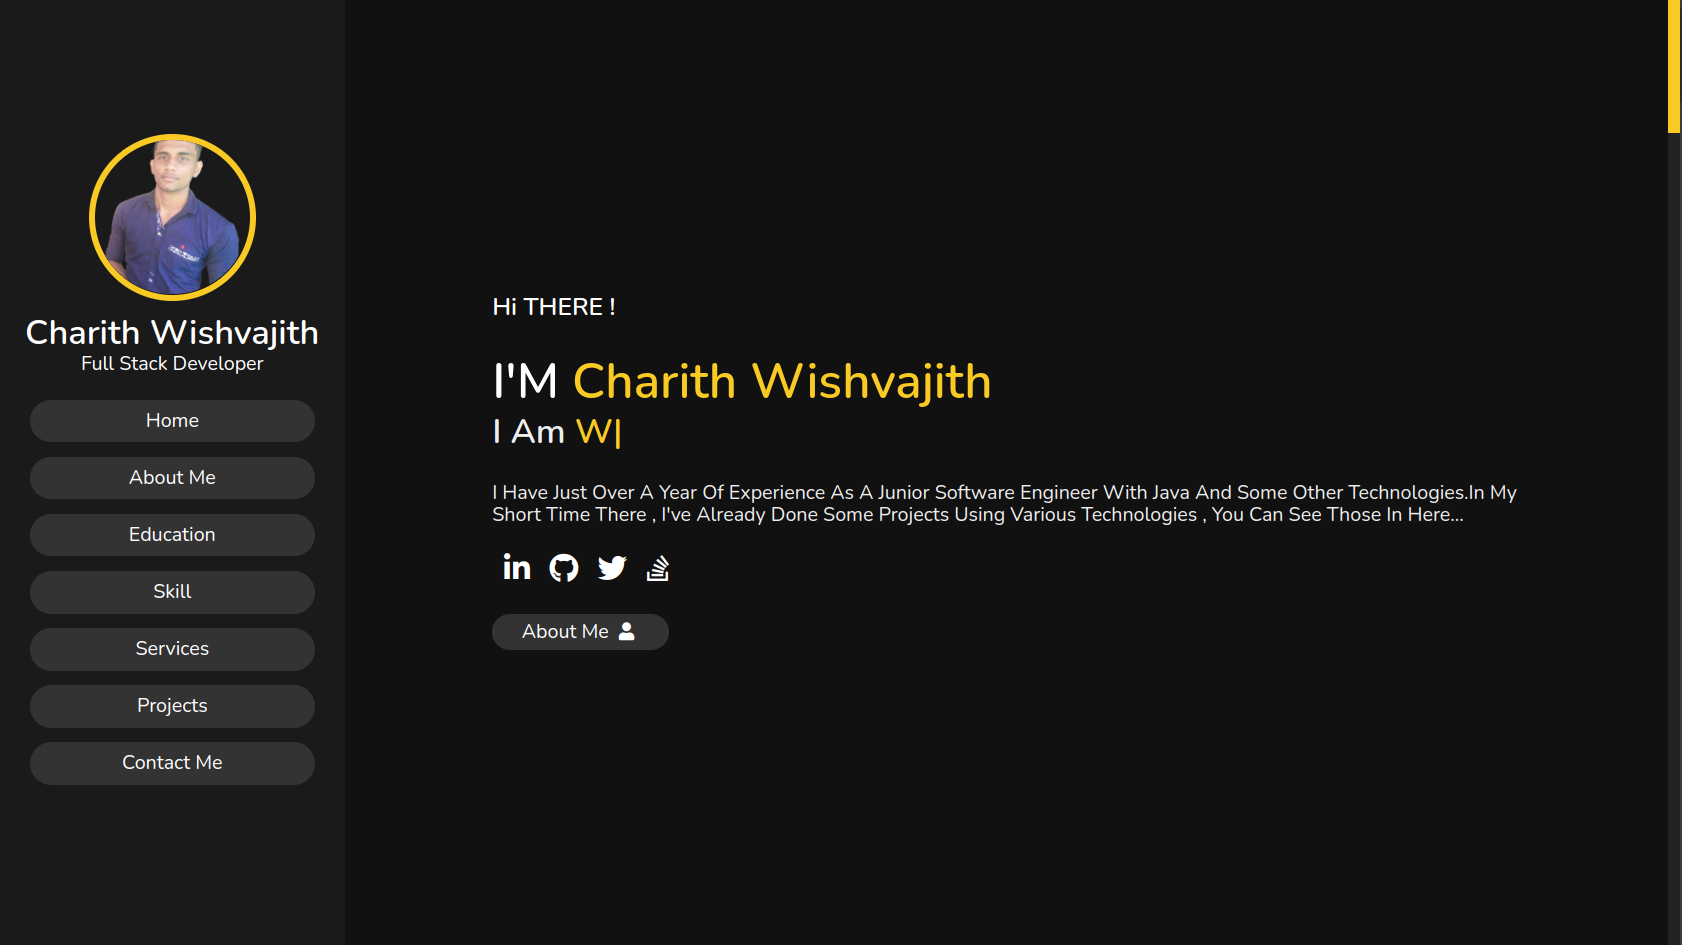 Charith Wishvajith
Full Stack Developer
Home
About Me
Education
Skill
Services
Projects
Contact Me
Hi THERE !
I'M Charith Wishvajith
I Am W|
I Have Just Over A Year Of Experience As A Junior Software Engineer With Java And Some Other Technologies.In My
Short Time There , I've Already Done Some Projects Using Various Technologies , You Can See Those In Here...
in
About Me